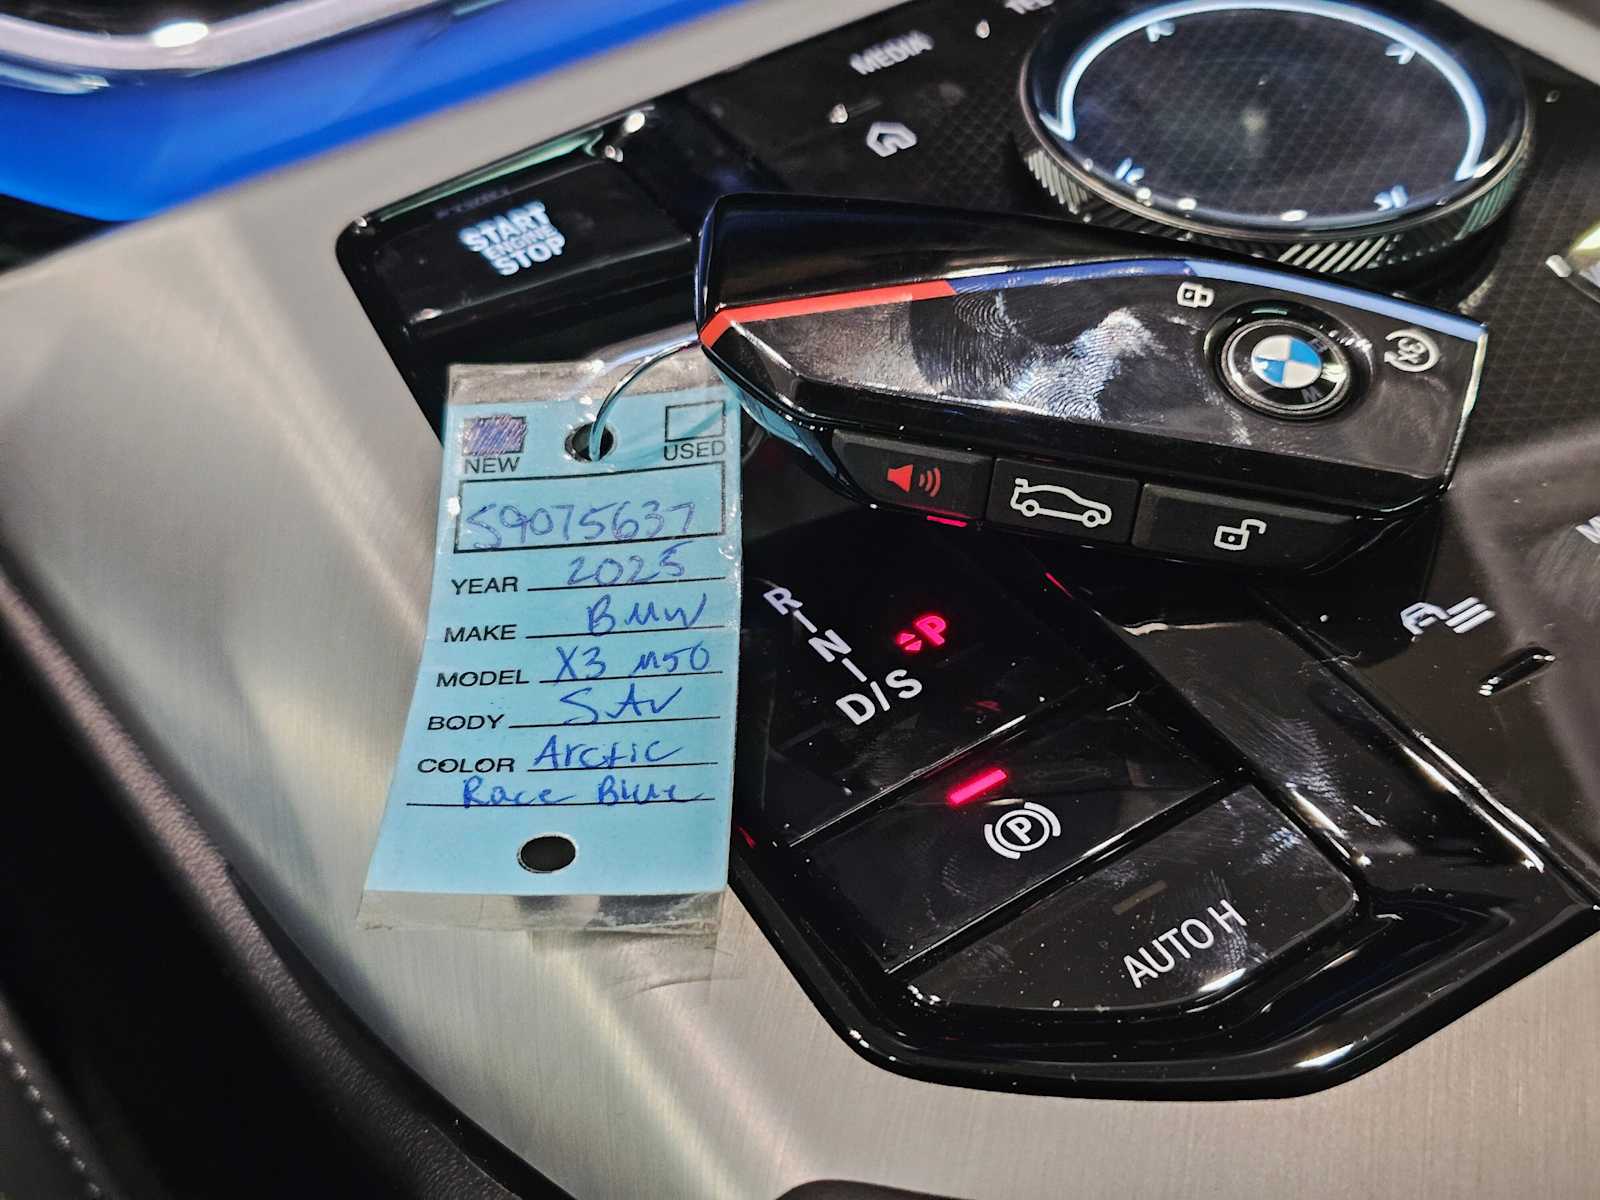 MEDIA
START
ENGINE
STOP
NEW
USED
S9075637
YEAR 2025
MAKE BMW
MODEL X3 M50
BODY SAV
COLOR Arctic
Race Blue
R
N
D/S
P
P
AUTO H